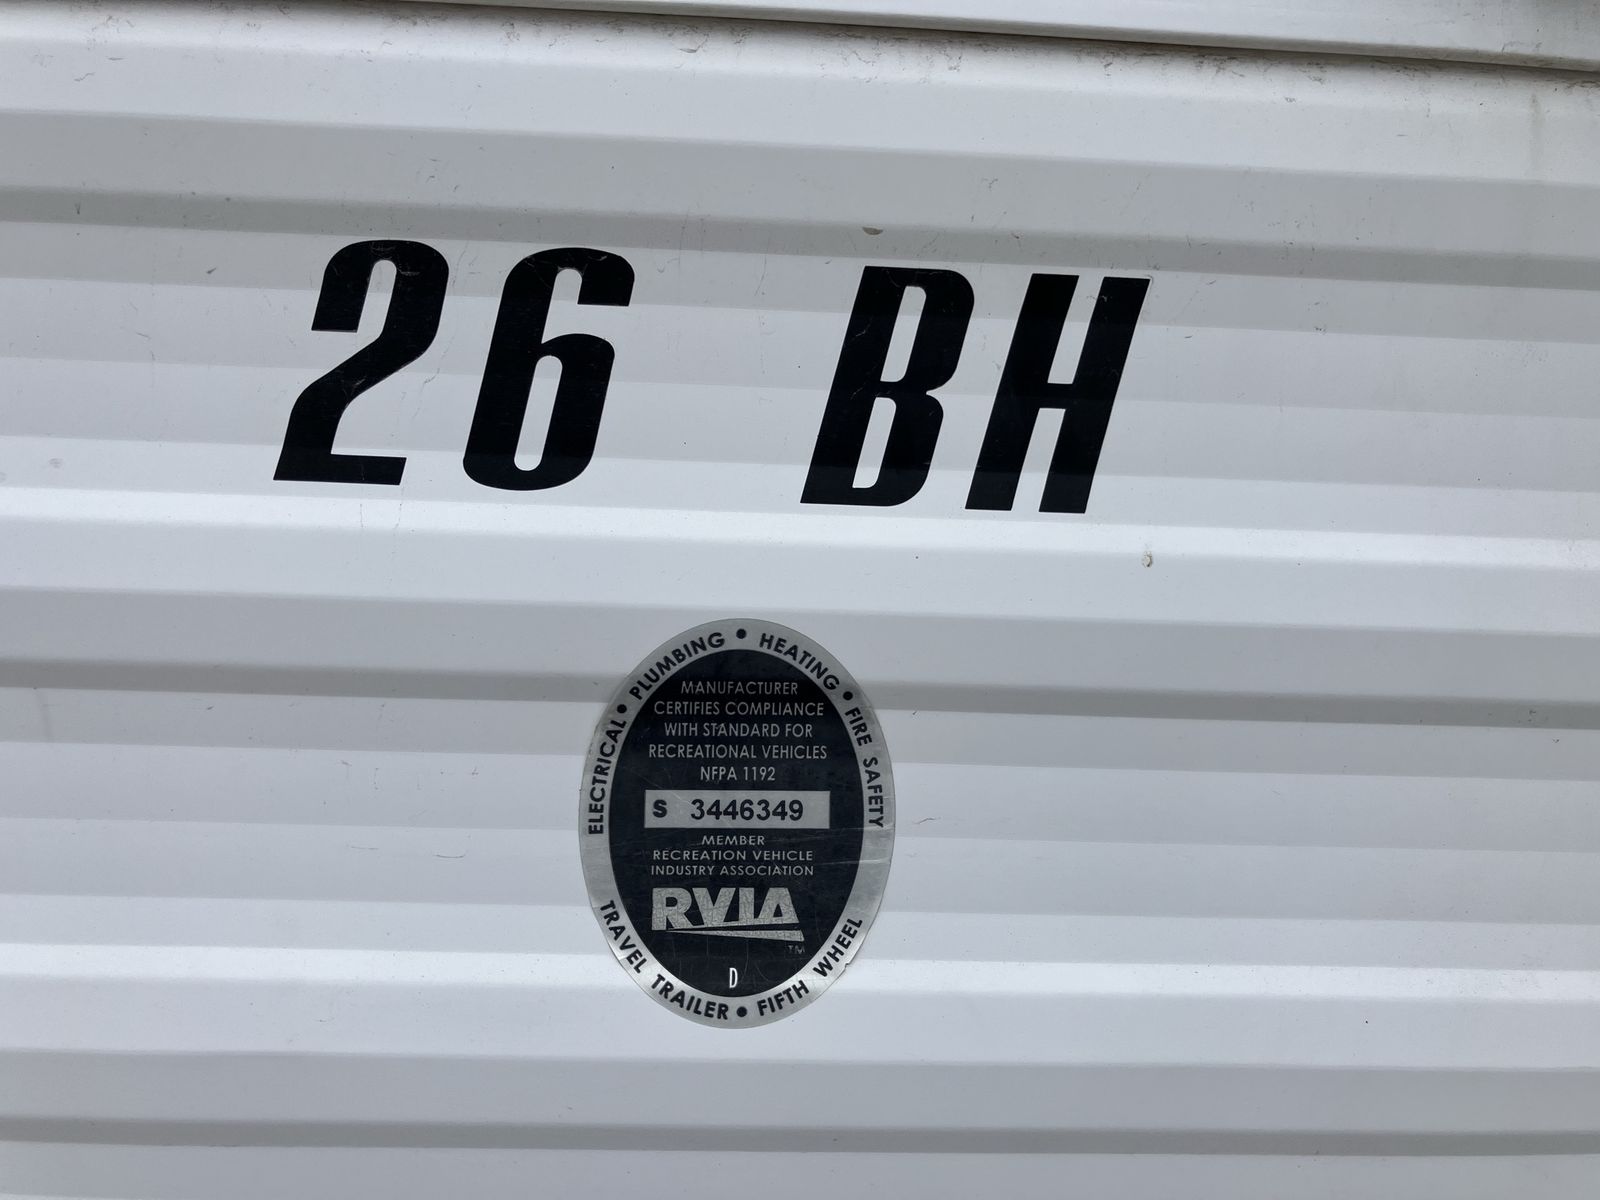 26 BH
ELECTRICAL • PLUMBING • HEATING • FIRE SAFETY
MANUFACTURER
CERTIFIES COMPLIANCE
WITH STANDARD FOR
RECREATIONAL VEHICLES
NFPA 1192
S 3446349
MEMBER
RECREATION VEHICLE
INDUSTRY ASSOCIATION
RVIA
TM
D
TRAVEL TRAILER • FIFTH WHEEL